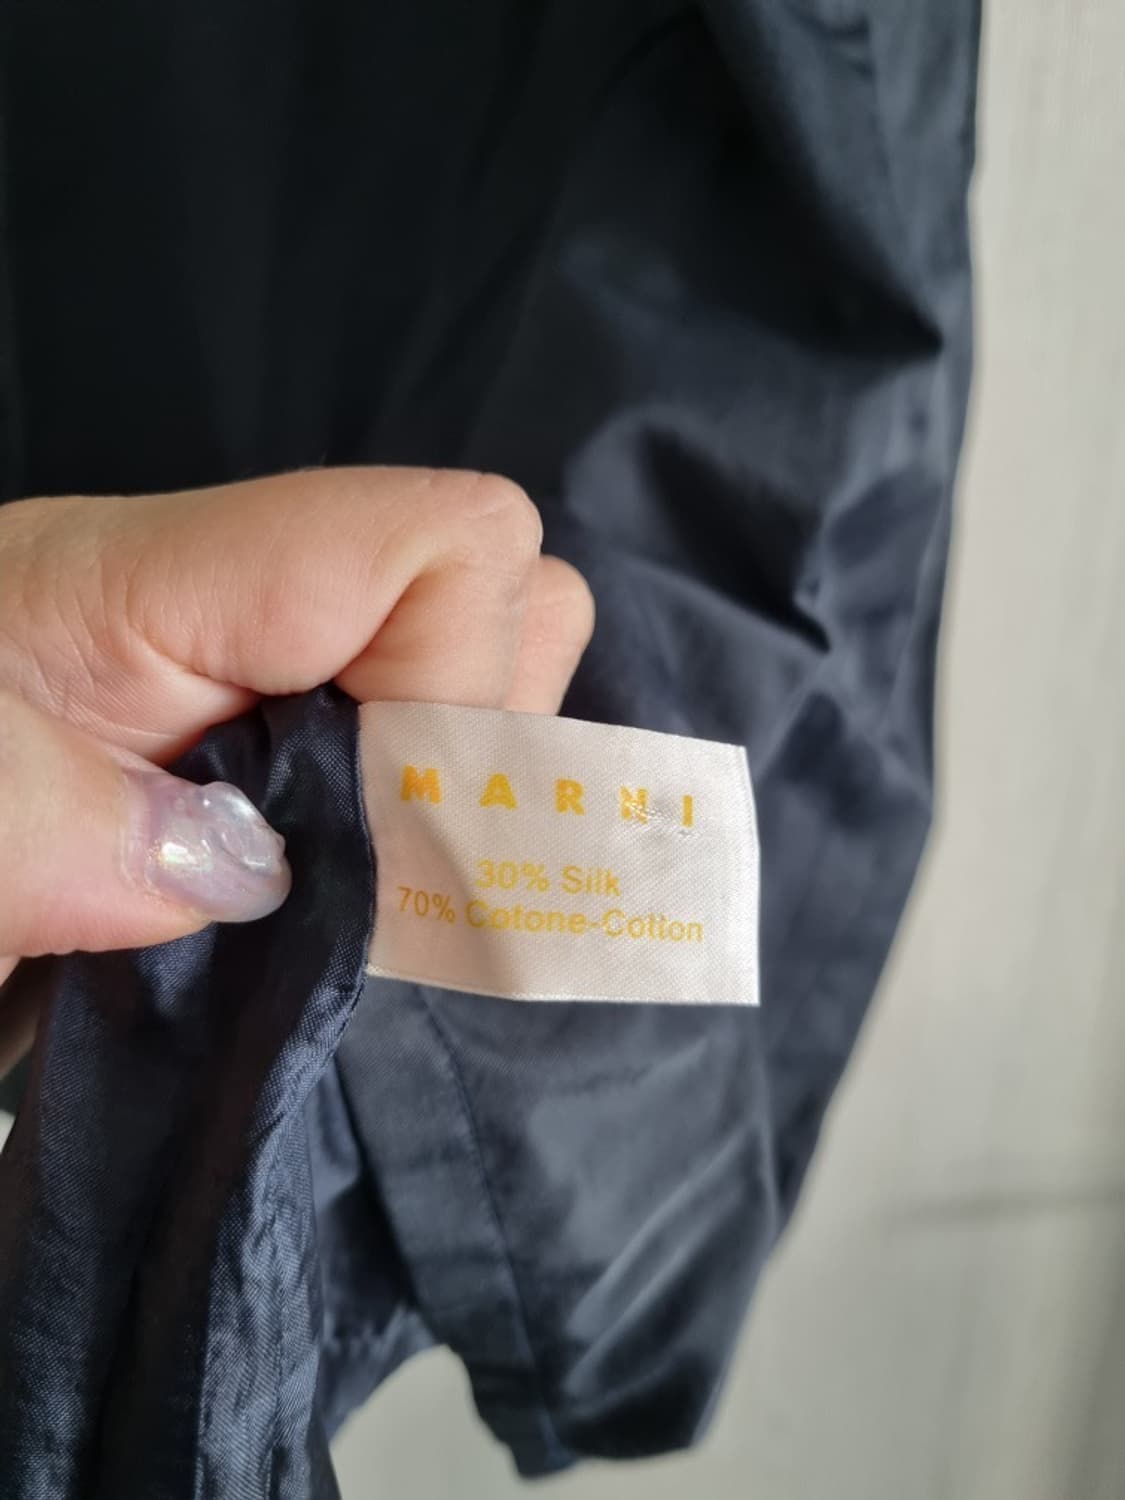 MARNI
30% Silk
70% Cotone-Cotton